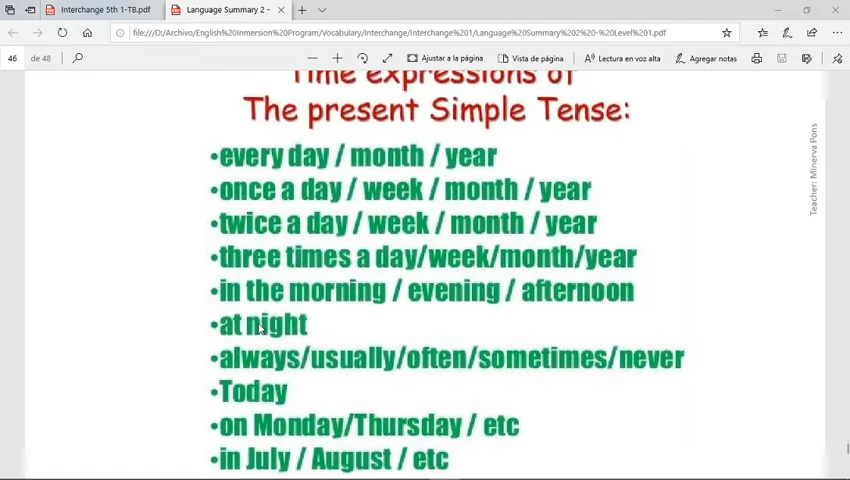 Interchange 5th 1-TB.pdf
Language Summary 2 -
file:///D:/Archivo/English%20Inmersion%20Program/Vocabulary/Interchange/Interchange%201/Language%20Summary%202%20-%20Level%201.pdf
46 de 48 Ajustar a la página Vista de página Lectura en voz alta Agregar notas
Time expressions of
The present Simple Tense:
•every day / month / year
•once a day / week / month / year
•twice a day / week / month / year
•three times a day/week/month/year
•in the morning / evening / afternoon
•at night
•always/usually/often/sometimes/never
•Today
•on Monday/Thursday / etc
•in July / August / etc
Teacher: Minerva Pons